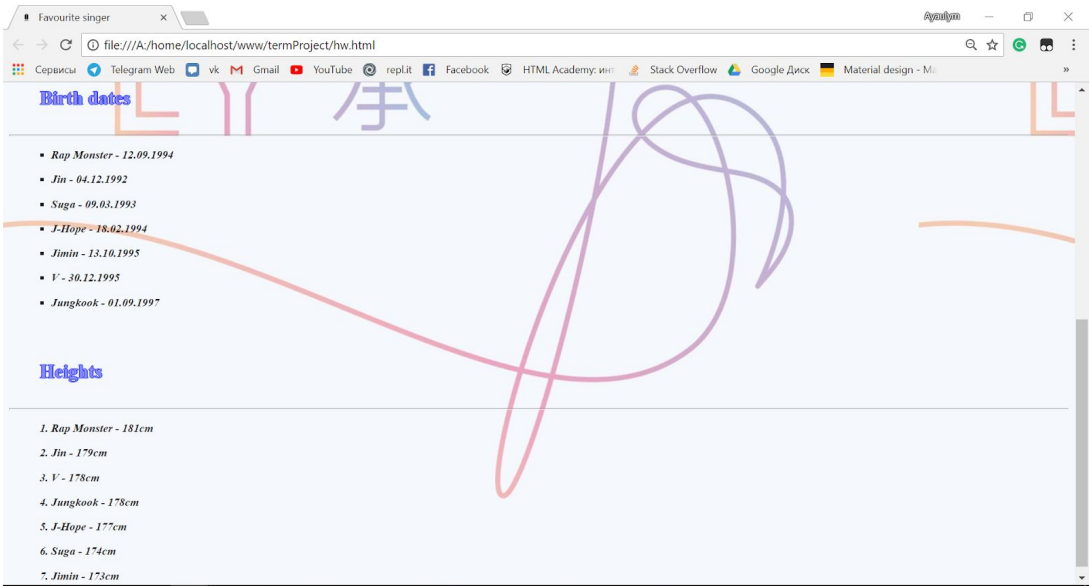 Favourite singer
Ayaulym
file:///A:/home/localhost/www/termProject/hw.html
Сервисы Telegram Web vk Gmail YouTube repl.it Facebook HTML Academy: инт Stack Overflow Google Диск Material design - Ma »
Birth dates
承
Rap Monster - 12.09.1994
Jin - 04.12.1992
Suga - 09.03.1993
J-Hope - 18.02.1994
Jimin - 13.10.1995
V - 30.12.1995
Jungkook - 01.09.1997
Heights
1. Rap Monster - 181cm
2. Jin - 179cm
3. V - 178cm
4. Jungkook - 178cm
5. J-Hope - 177cm
6. Suga - 174cm
7. Jimin - 173cm